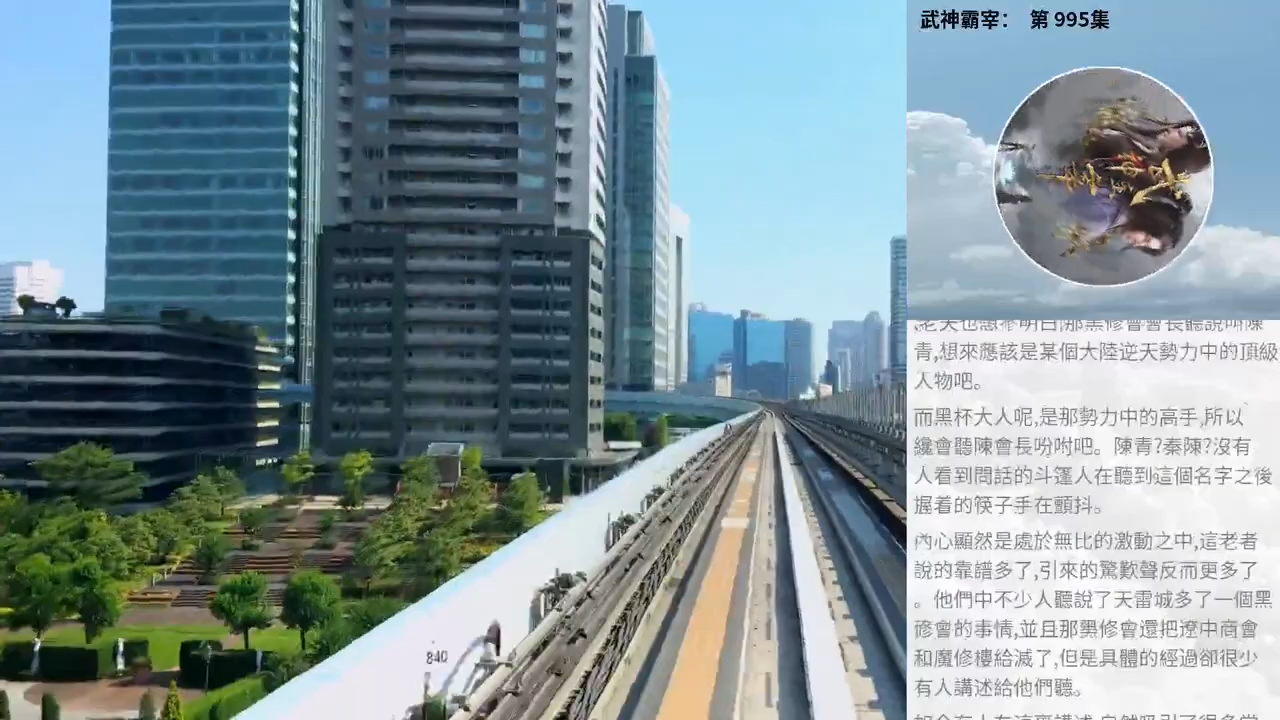 武神霸宰： 第 995集
840
青,想來應該是某個大陸逆天勢力中的頂級
人物吧。
而黑杯大人呢,是那勢力中的高手,所以
纔會聽陳會長吩咐吧。陳青?秦陳?沒有
人看到問話的斗篷人在聽到這個名字之後
握着的筷子手在顫抖。
內心顯然是處於無比的激動之中,這老者
說的靠譜多了,引來的驚歎聲反而更多了
。他們中不少人聽說了天雷城多了一個黑
修會的事情,並且那黑修會還把遼中商會
和魔修樓給滅了,但是具體的經過卻很少
有人講述給他們聽。